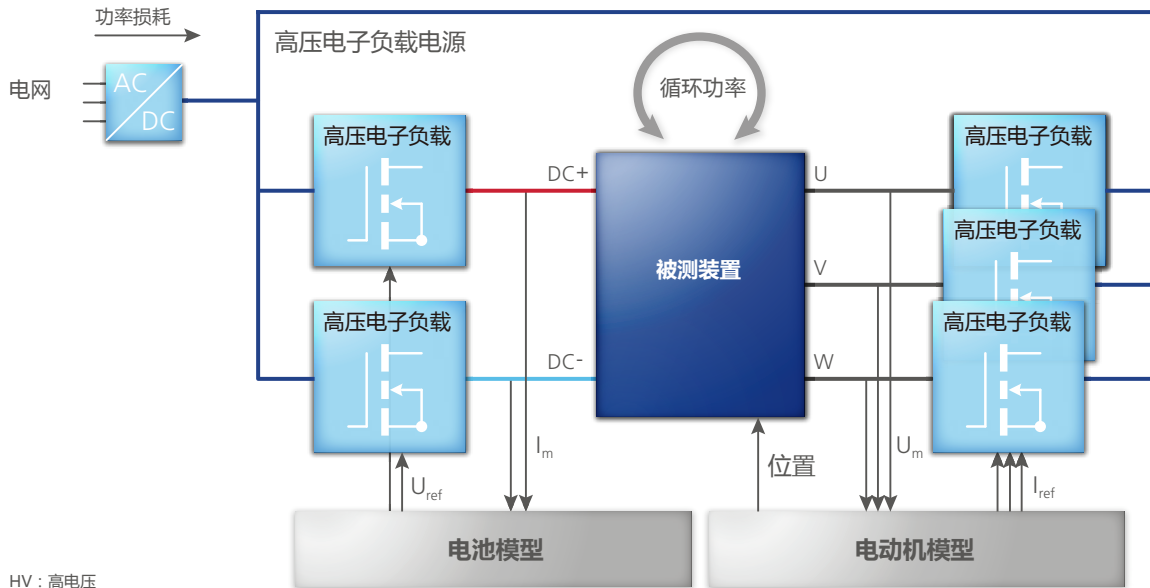 功率损耗
电网
AC
DC
高压电子负载电源
循环功率
高压电子负载
高压电子负载
DC+
DC-
被测装置
U
V
W
高压电子负载
高压电子负载
高压电子负载
Uref
Im
位置
Um
Iref
电池模型
电动机模型
HV：高电压